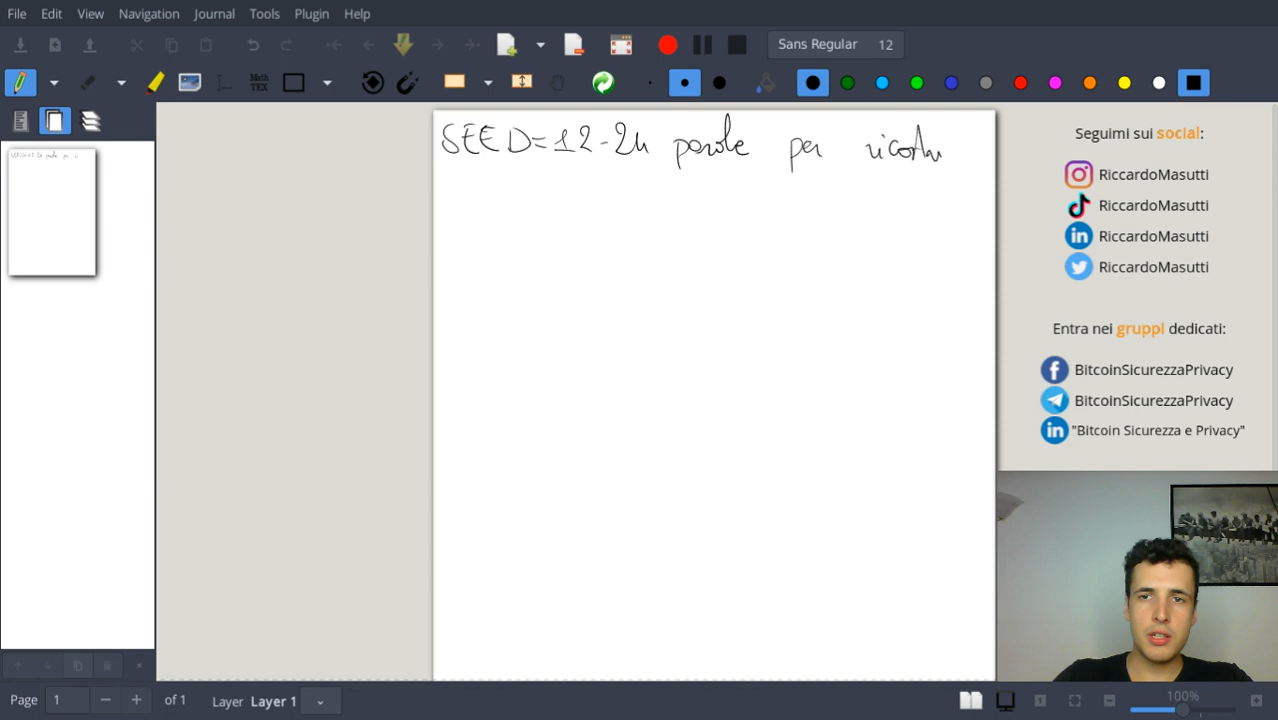 File Edit View Navigation Journal Tools Plugin Help
Sans Regular 12
Math
TEX
SEED=12-24 parole per
Seguimi sui social:
RiccardoMasutti
RiccardoMasutti
RiccardoMasutti
RiccardoMasutti
Entra nei gruppi dedicati:
BitcoinSicurezzaPrivacy
BitcoinSicurezzaPrivacy
"Bitcoin Sicurezza e Privacy"
Page 1 of 1 Layer Layer 1
100%